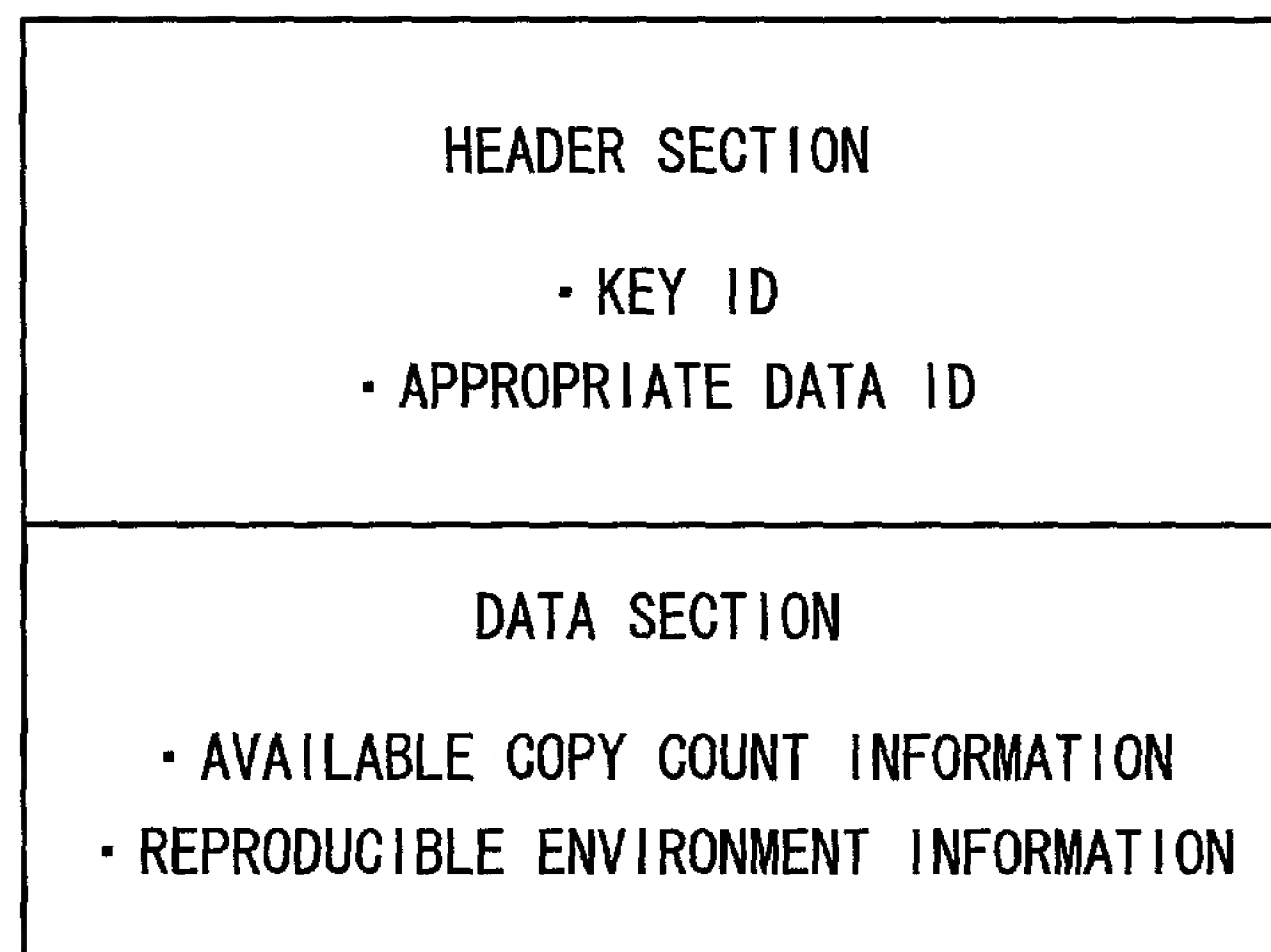 HEADER SECTION
・KEY ID
・APPROPRIATE DATA ID
DATA SECTION
・AVAILABLE COPY COUNT INFORMATION
・REPRODUCIBLE ENVIRONMENT INFORMATION